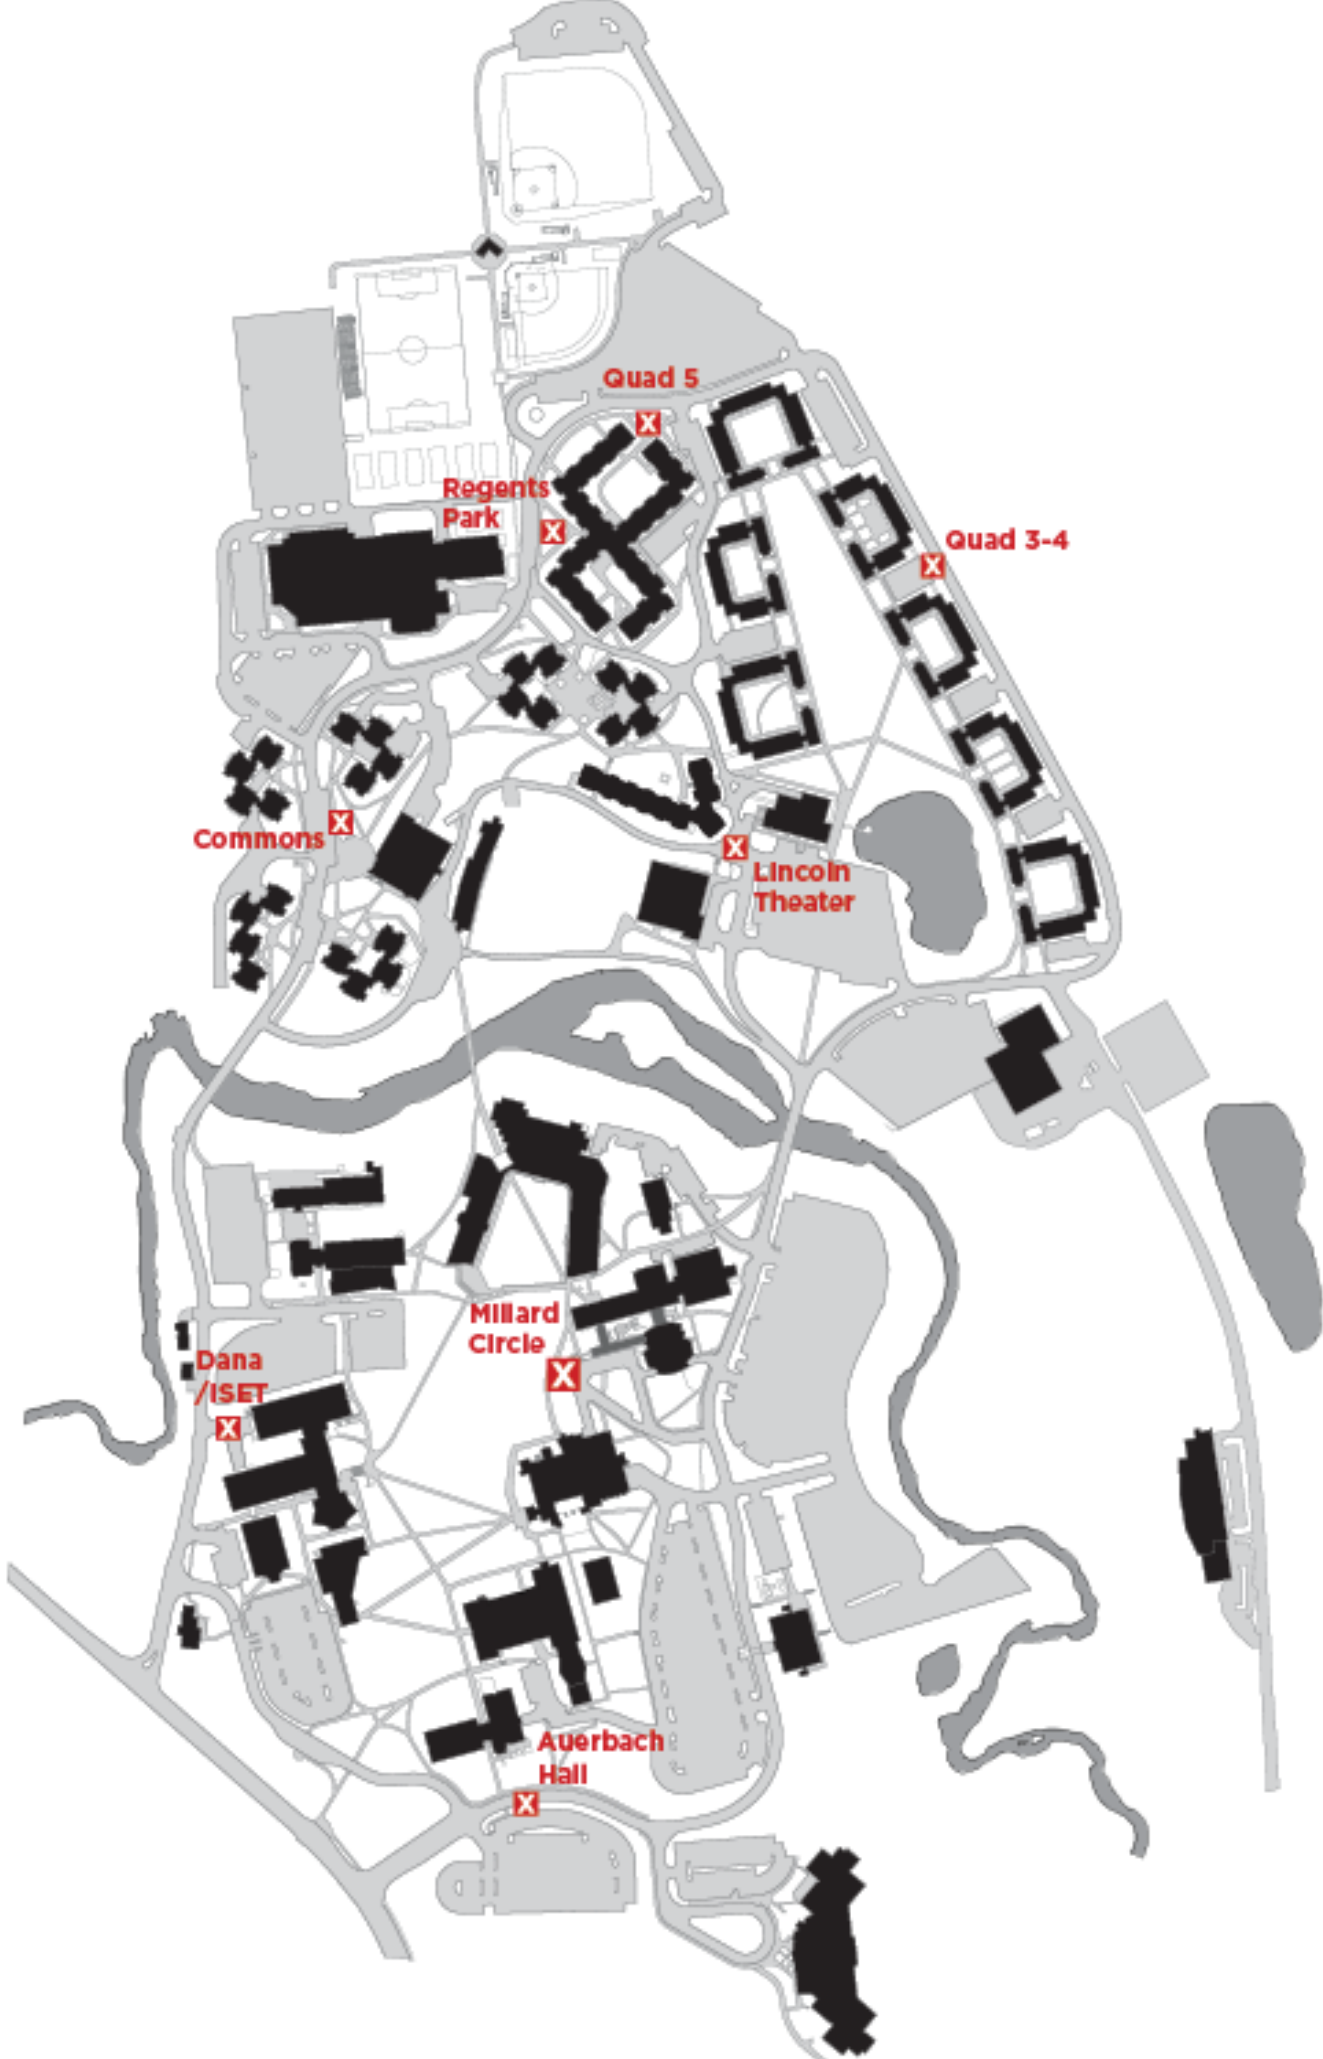 Quad 5
X
Regents
Park
X
Quad 3-4
X
Commons
X
X
Lincoln
Theater
Millard
Circle
X
Dana
/ISET
X
Auerbach
Hall
X